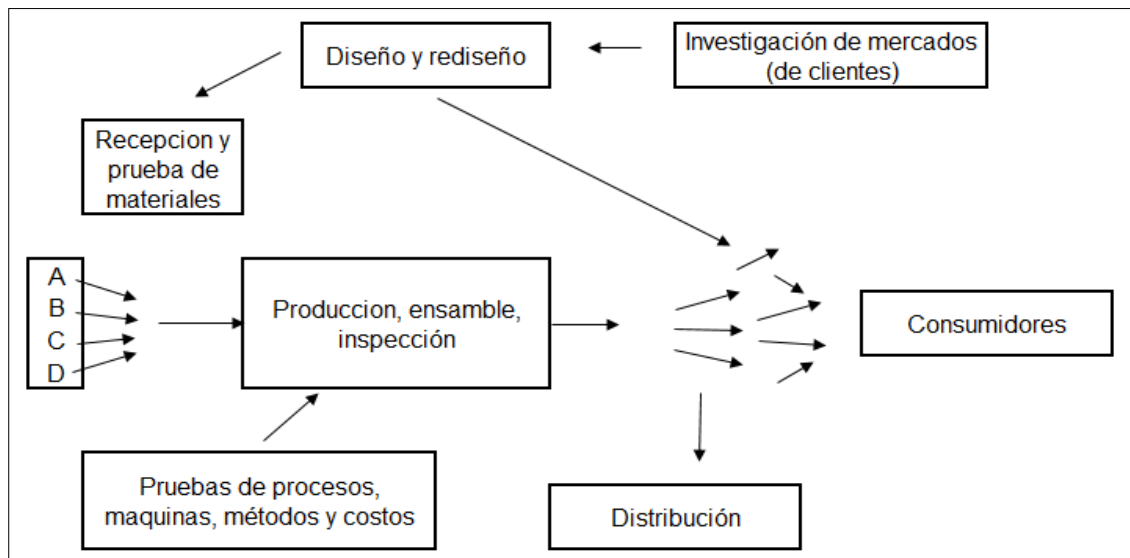 Diseño y rediseño
Investigación de mercados
(de clientes)
Recepcion y
prueba de
materiales
A
B
C
D
Produccion, ensamble,
inspección
Consumidores
Pruebas de procesos,
maquinas, métodos y costos
Distribución